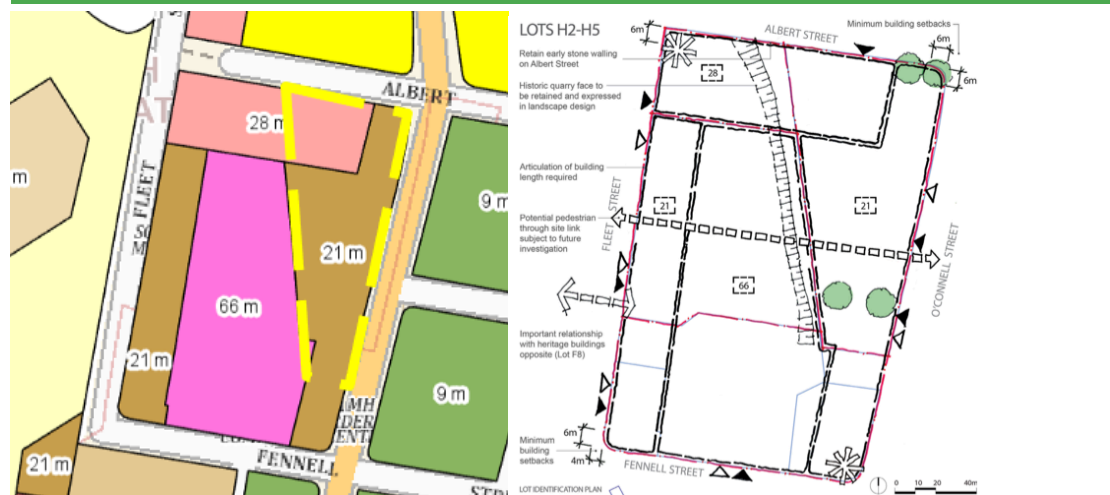 ALBERT
28 m
m
FLEET
9 m
21 m
66 m
21 m
9 m
21 m
FENNELL
LOTS H2-H5
6m
ALBERT STREET
Minimum building setbacks
6m
6m
Retain early stone walling
on Albert Street
28
Historic quarry face to
be retained and expressed
in landscape design
Articulation of building
length required
FLEET STREET
21
21
Potential pedestrian
through site link
subject to future
investigation
O'CONNELL STREET
66
Important relationship
with heritage buildings
opposite (Lot F8)
Minimum
building
setbacks
6m
4m
FENNELL STREET
LOT IDENTIFICATION PLAN
0 10 20 40m